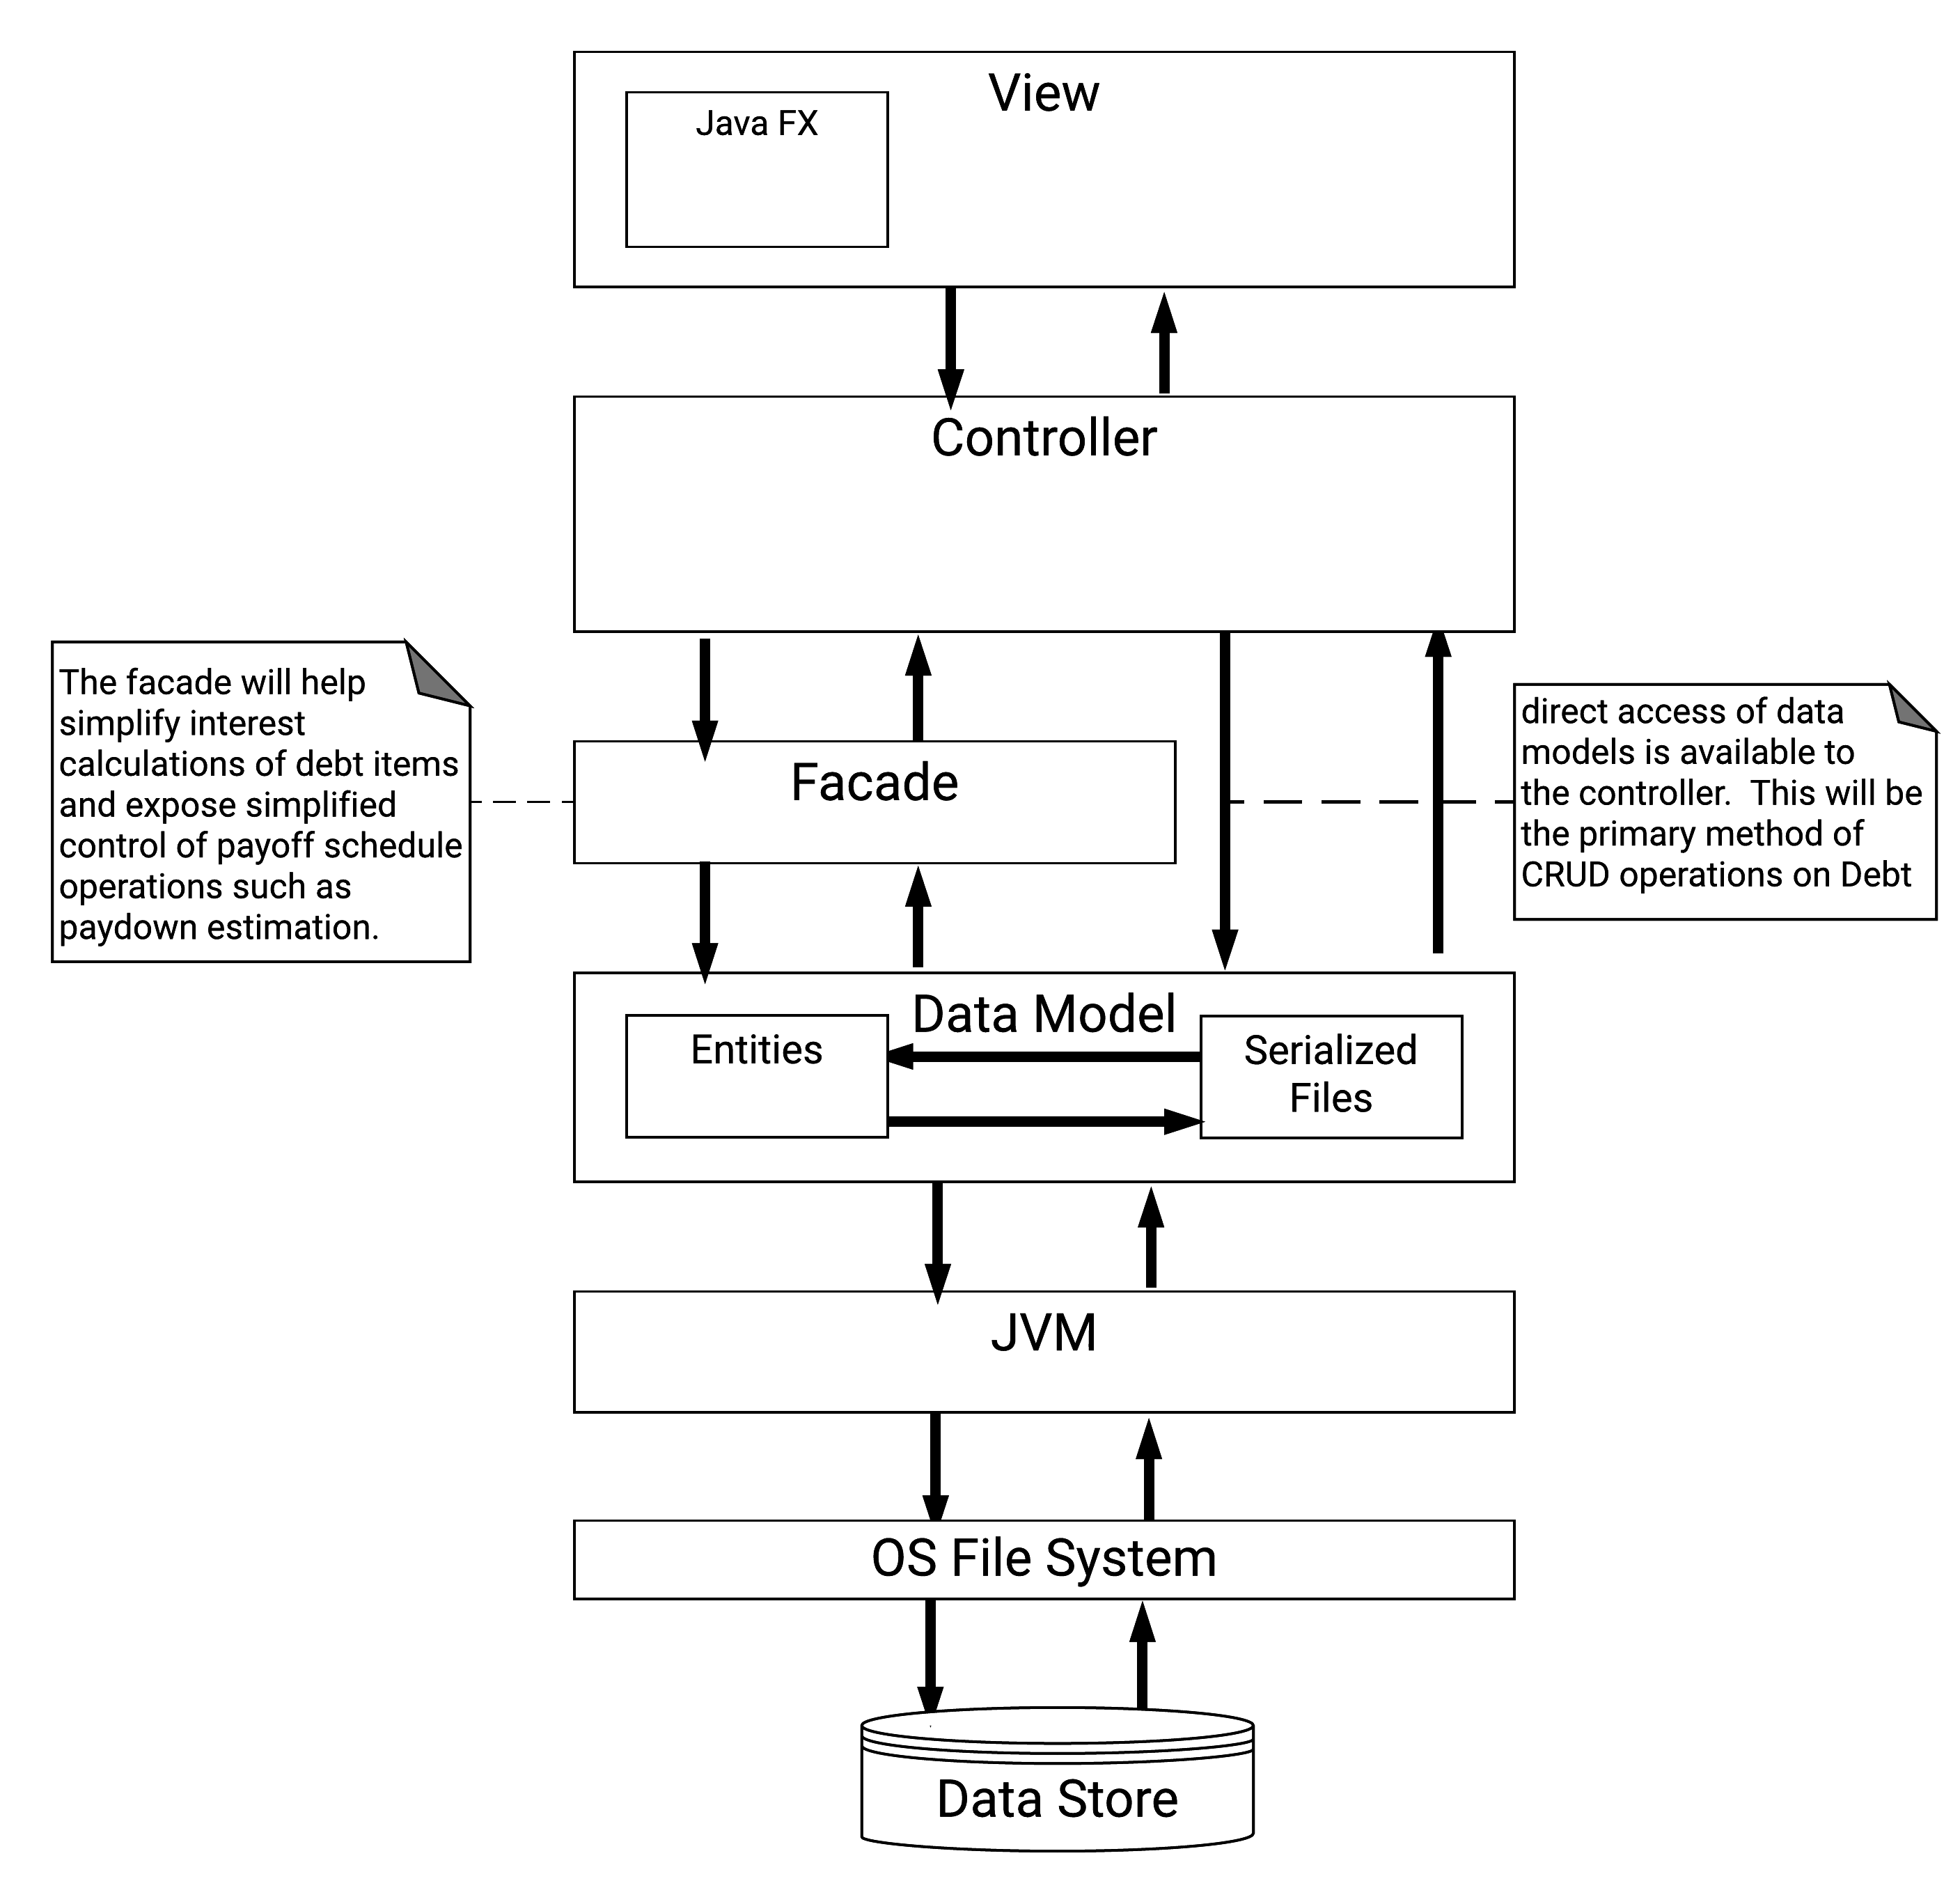 View
Java FX
Controller
The facade will help
simplify interest
calculations of debt items
and expose simplified
control of payoff schedule
operations such as
paydown estimation.
Facade
direct access of data
models is available to
the controller.  This will be
the primary method of
CRUD operations on Debt
Data Model
Entities
Serialized
Files
JVM
OS File System
Data Store